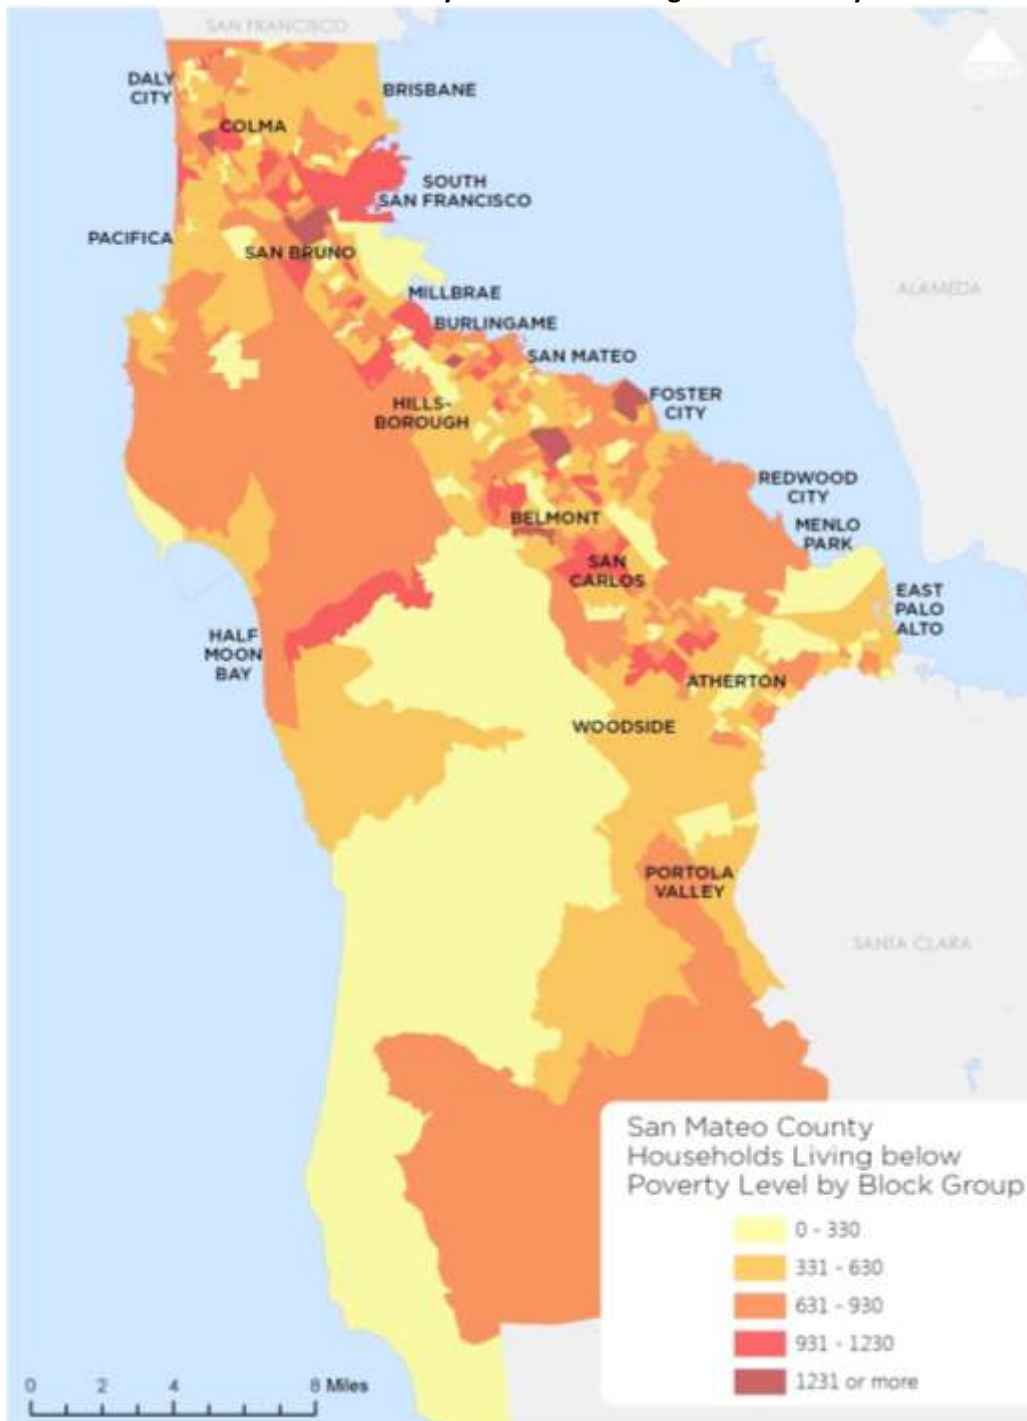 SAN FRANCISCO
DALY
CITY
BRISBANE
COLMA
SOUTH
SAN FRANCISCO
PACIFICA
SAN BRUNO
ALAMEDA
MILLBRAE
BURLINGAME
SAN MATEO
FOSTER
CITY
HILLS-
BOROUGH
REDWOOD
CITY
BELMONT
MENLO
PARK
SAN
CARLOS
EAST
PALO
ALTO
HALF
MOON
BAY
ATHERTON
WOODSIDE
PORTOLA
VALLEY
SANTA CLARA
San Mateo County
Households Living below
Poverty Level by Block Group
0 - 330
331 - 630
631 - 930
931 - 1230
1231 or more
0 2 4 8 Miles